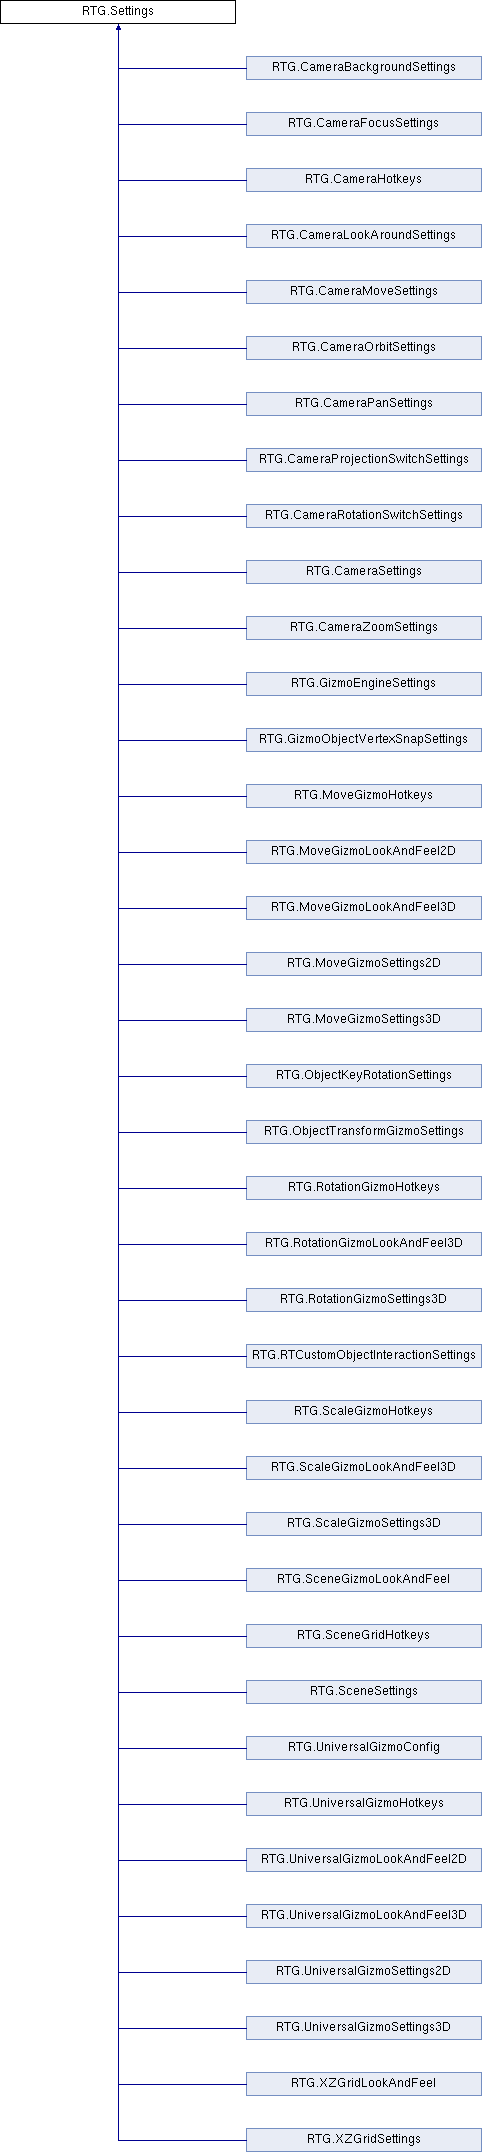 RTG.Settings
RTG.CameraBackgroundSettings
RTG.CameraFocusSettings
RTG.CameraHotkeys
RTG.CameraLookAroundSettings
RTG.CameraMoveSettings
RTG.CameraOrbitSettings
RTG.CameraPanSettings
RTG.CameraProjectionSwitchSettings
RTG.CameraRotationSwitchSettings
RTG.CameraSettings
RTG.CameraZoomSettings
RTG.GizmoEngineSettings
RTG.GizmoObjectVertexSnapSettings
RTG.MoveGizmoHotkeys
RTG.MoveGizmoLookAndFeel2D
RTG.MoveGizmoLookAndFeel3D
RTG.MoveGizmoSettings2D
RTG.MoveGizmoSettings3D
RTG.ObjectKeyRotationSettings
RTG.ObjectTransformGizmoSettings
RTG.RotationGizmoHotkeys
RTG.RotationGizmoLookAndFeel3D
RTG.RotationGizmoSettings3D
RTG.RTCustomObjectInteractionSettings
RTG.ScaleGizmoHotkeys
RTG.ScaleGizmoLookAndFeel3D
RTG.ScaleGizmoSettings3D
RTG.SceneGizmoLookAndFeel
RTG.SceneGridHotkeys
RTG.SceneSettings
RTG.UniversalGizmoConfig
RTG.UniversalGizmoHotkeys
RTG.UniversalGizmoLookAndFeel2D
RTG.UniversalGizmoLookAndFeel3D
RTG.UniversalGizmoSettings2D
RTG.UniversalGizmoSettings3D
RTG.XZGridLookAndFeel
RTG.XZGridSettings